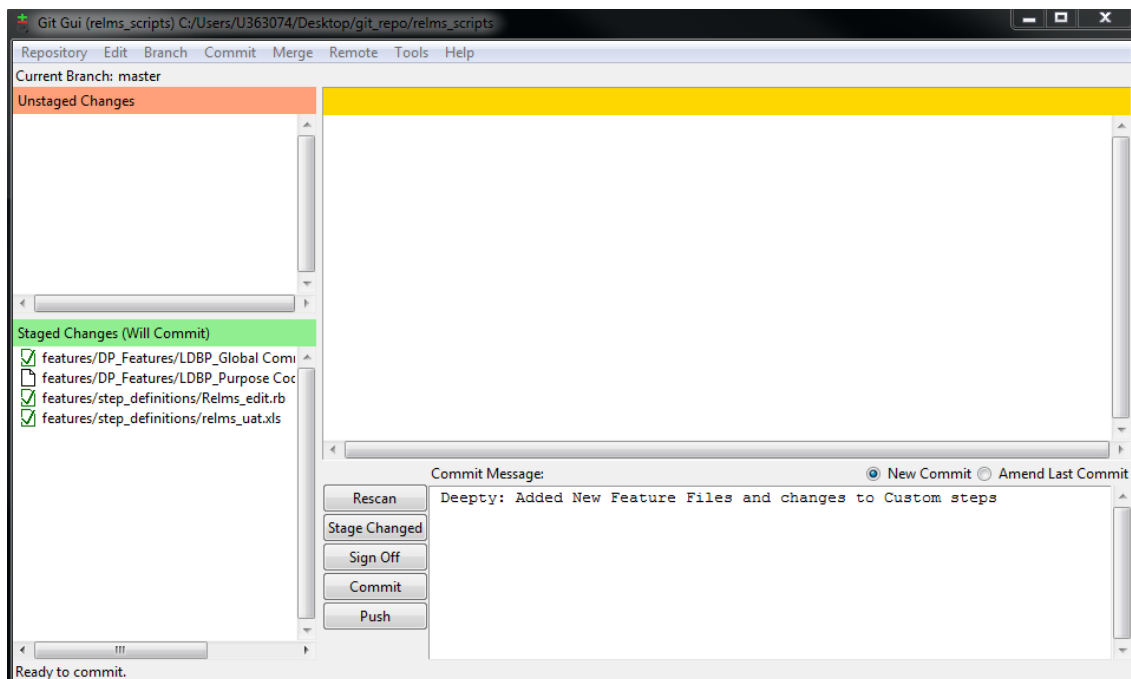 Git Gui (relms_scripts) C:/Users/U363074/Desktop/git_repo/relms_scripts
Repository Edit Branch Commit Merge Remote Tools Help
Current Branch: master
Unstaged Changes
Staged Changes (Will Commit)
features/DP_Features/LDBP_Global
features/DP_Features/LDBP_Purpose
features/step_definitions/Relms_edit.rb
features/step_definitions/relms_uat.xls
Commit Message:
New Commit
Amend Last Commit
Rescan
Stage Changed
Sign Off
Commit
Push
Deepty: Added New Feature Files and changes to Custom steps
Ready to commit.